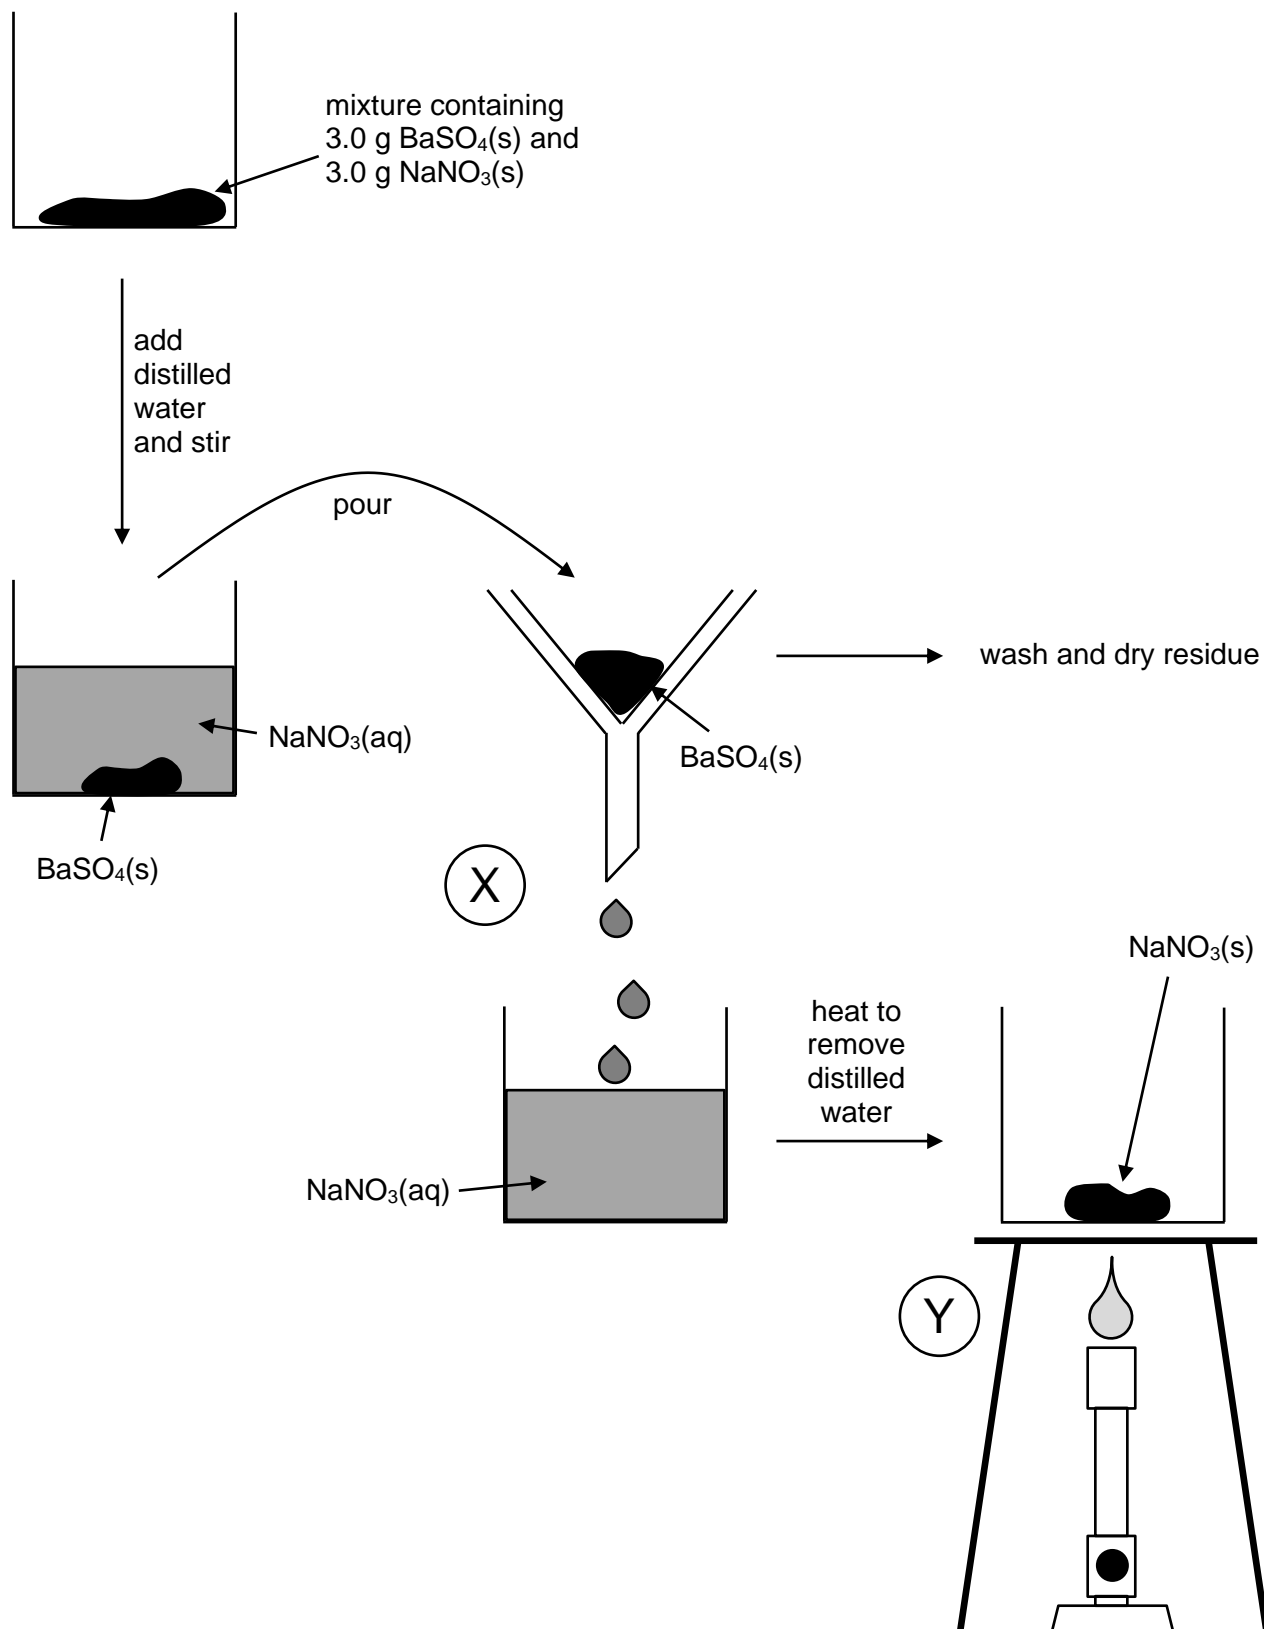 mixture containing
3.0 g BaSO₄(s) and
3.0 g NaNO₃(s)
add
distilled
water
and stir
pour
wash and dry residue
NaNO₃(aq)
BaSO₄(s)
BaSO₄(s)
X
NaNO₃(s)
heat to
remove
distilled
water
NaNO₃(aq)
Y